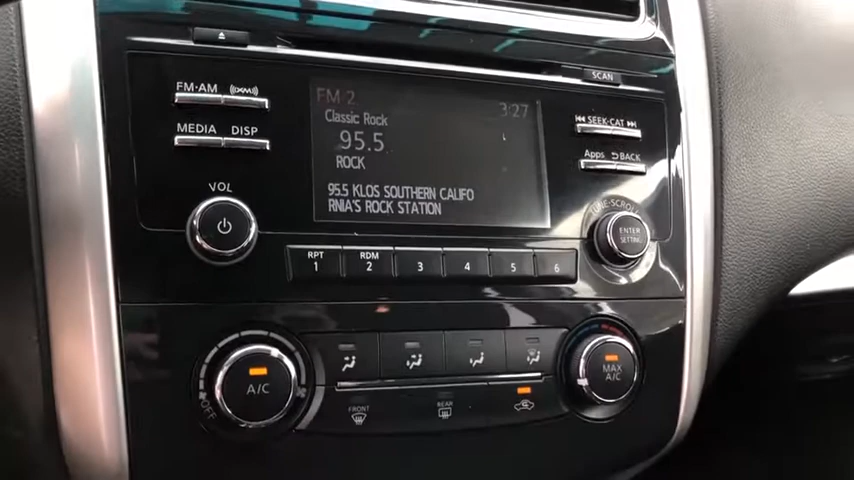 SCAN
FM·AM
((XM))
MEDIA DISP
VOL
FM 2 3:27
Classic Rock
95.5
ROCK
95.5 KLOS SOUTHERN CALIFO
RNIA'S ROCK STATION
SEEK·CAT
Apps BACK
TUNE·SCROLL
ENTER
SETTING
RPT RDM
1 2 3 4 5 6
OFF
A/C
MAX
A/C
FRONT REAR